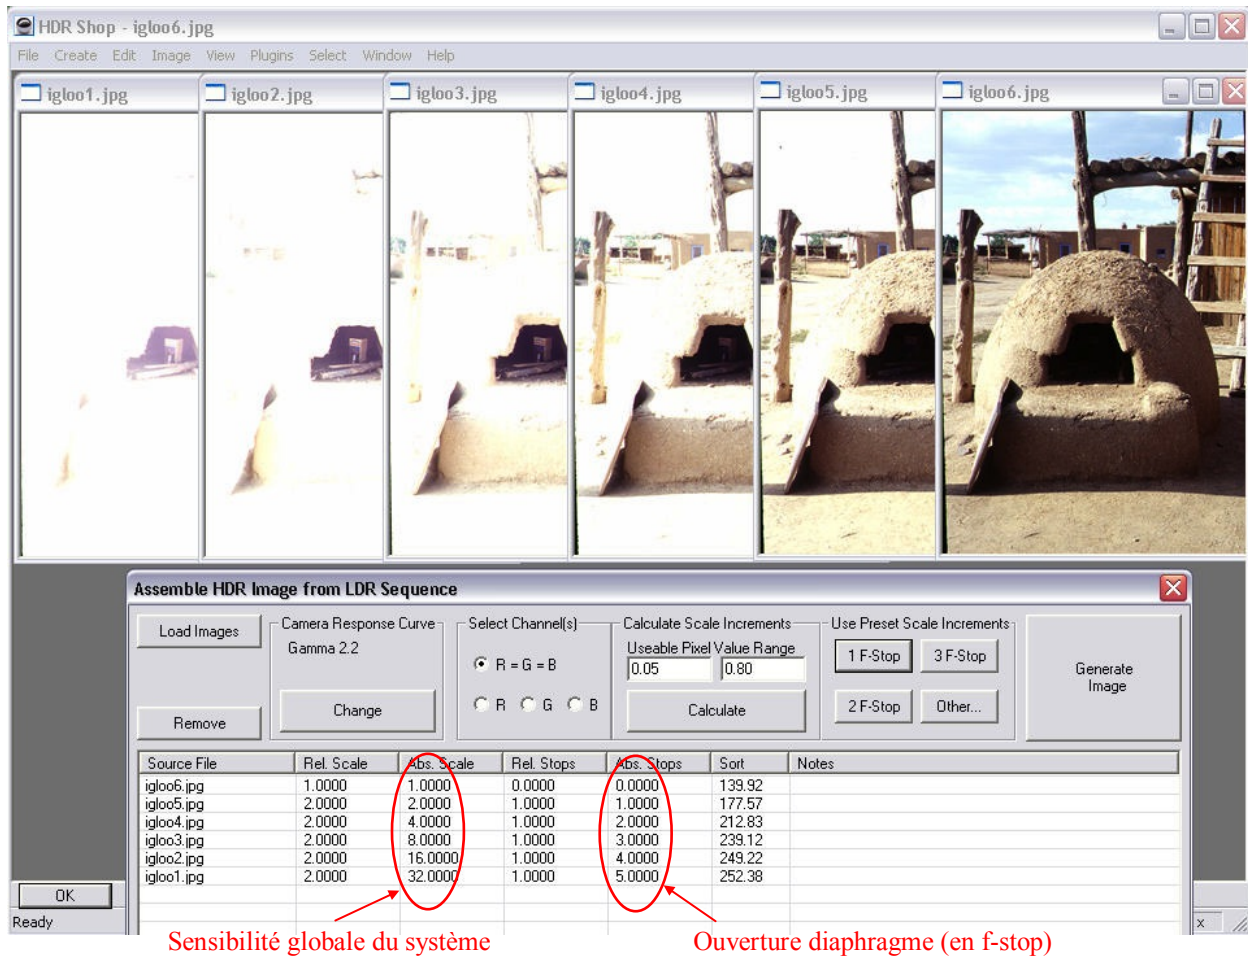 HDR Shop - igloo6.jpg
File Create Edit Image View Plugins Select Window Help
igloo1.jpg igloo2.jpg igloo3.jpg igloo4.jpg igloo5.jpg igloo6.jpg
Assemble HDR Image from LDR Sequence
Load Images
Remove
Camera Response Curve
Gamma 2.2
Change
Select Channel(s)
R = G = B
R G B
Calculate Scale Increments
Useable Pixel Value Range
0.05 0.80
Calculate
Use Preset Scale Increments
1 F-Stop 3 F-Stop
2 F-Stop Other...
Generate
Image
Source File Rel. Scale Abs. Scale Rel. Stops Abs. Stops Sort Notes
igloo6.jpg 1.0000 1.0000 0.0000 0.0000 139.92
igloo5.jpg 2.0000 2.0000 1.0000 1.0000 177.57
igloo4.jpg 2.0000 4.0000 1.0000 2.0000 212.83
igloo3.jpg 2.0000 8.0000 1.0000 3.0000 239.12
igloo2.jpg 2.0000 16.0000 1.0000 4.0000 249.22
igloo1.jpg 2.0000 32.0000 1.0000 5.0000 252.38
OK
Ready
x
Sensibilité globale du système
Ouverture diaphragme (en f-stop)